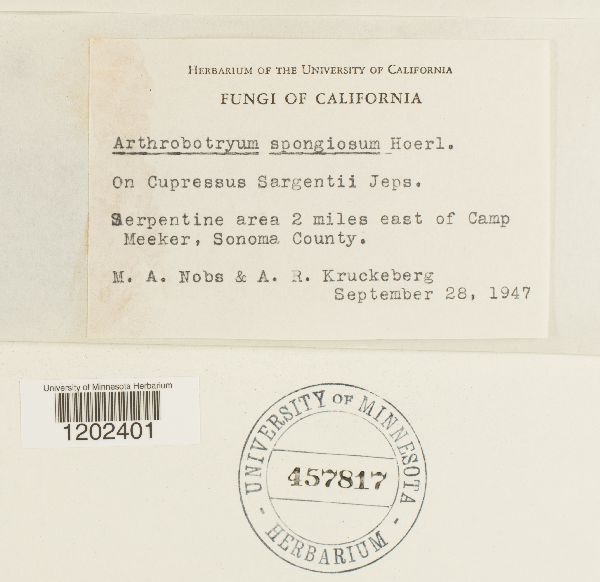 HERBARIUM OF THE UNIVERSITY OF CALIFORNIA
FUNGI OF CALIFORNIA
Arthrobotryum spongiosum Hoerl.
On Cupressus Sargentii Jeps.
Serpentine area 2 miles east of Camp
Meeker, Sonoma County.
M. A. Nobs & A. R. Kruckeberg
September 28, 1947
University of Minnesota Herbarium
1202401
UNIVERSITY OF MINNESOTA
457817
- HERBARIUM -